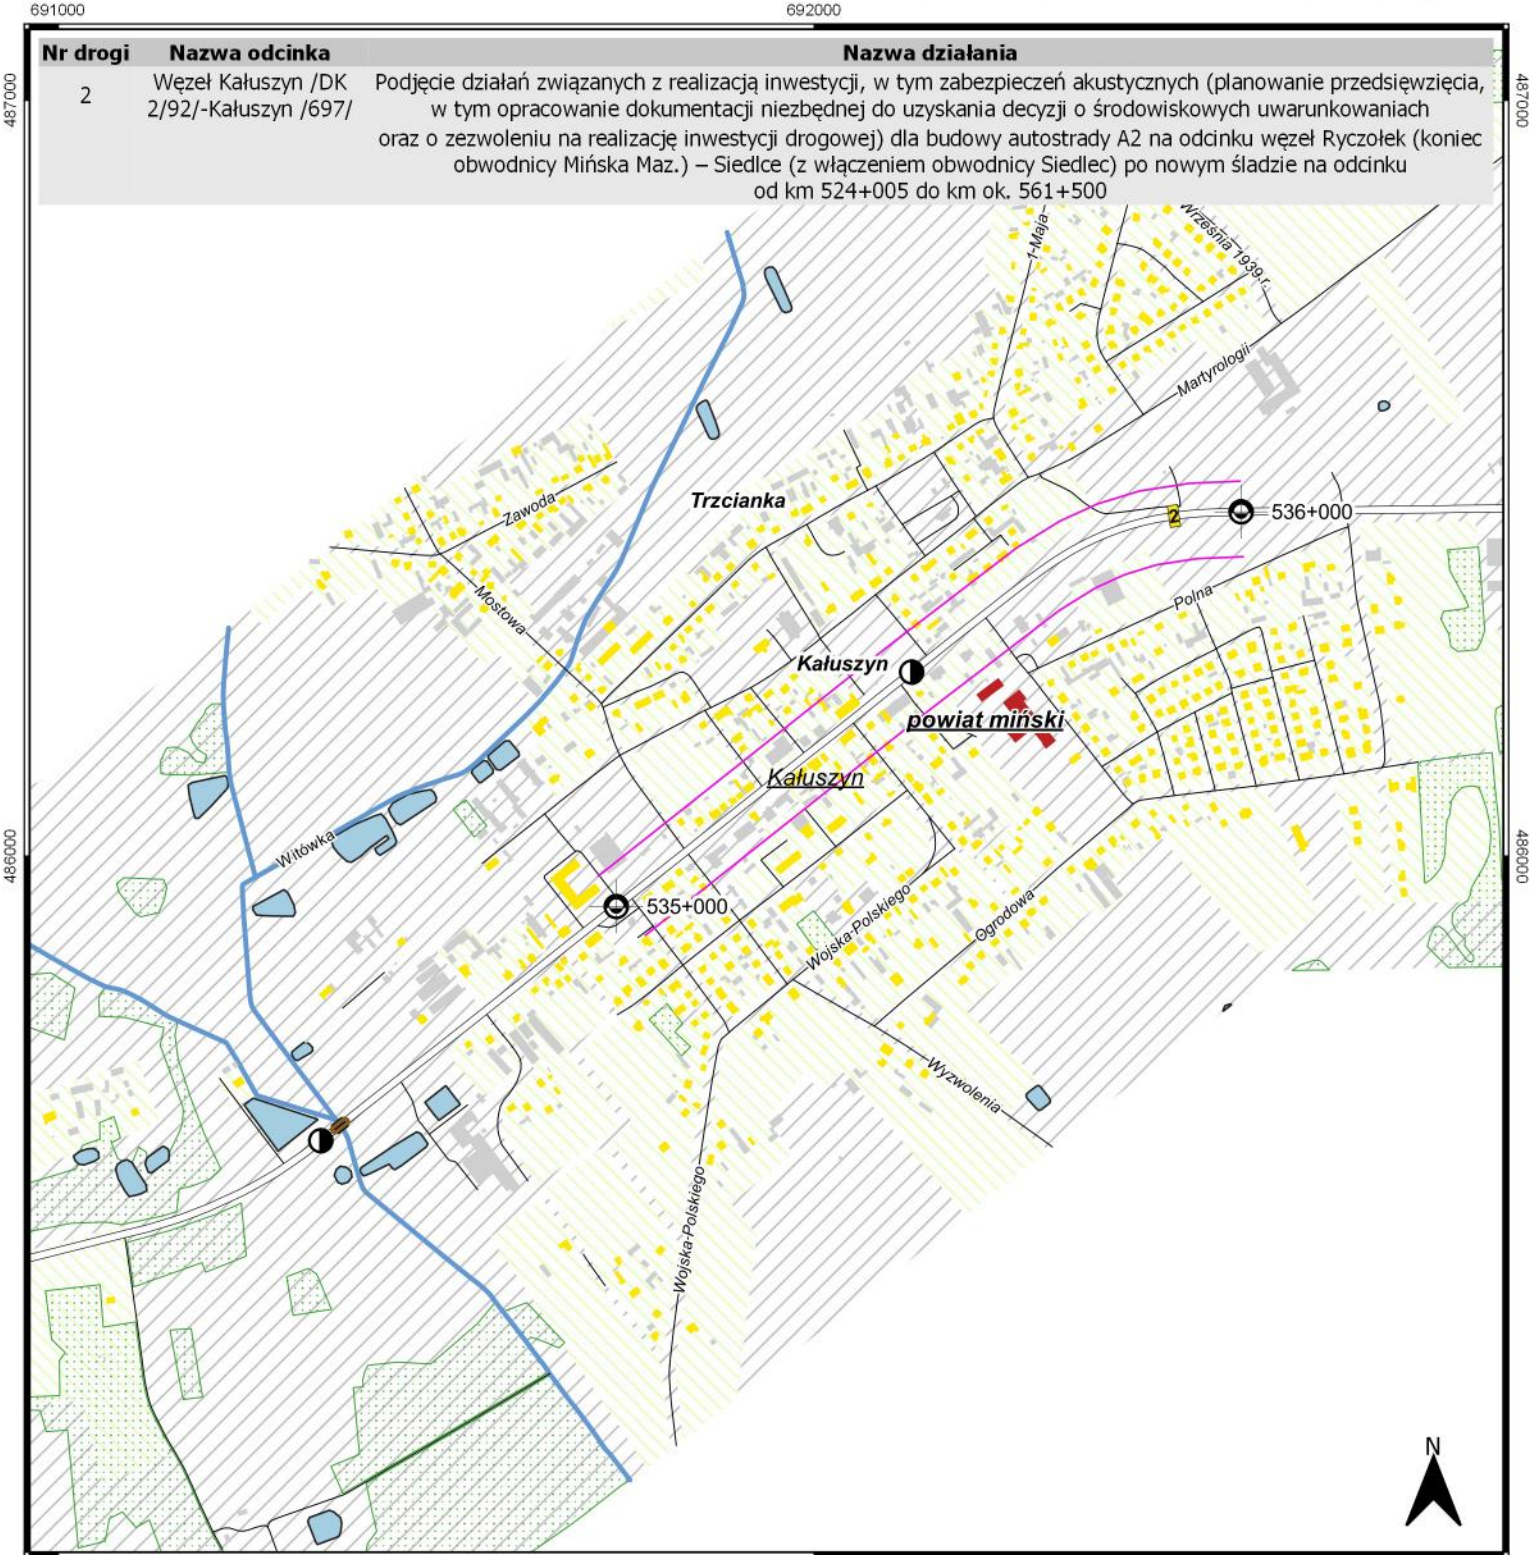 691000 692000
Nr drogi Nazwa odcinka Nazwa działania
2 Węzeł Kałuszyn /DK 2/92/-Kałuszyn /697/
Podjęcie działań związanych z realizacją inwestycji, w tym zabezpieczeń akustycznych (planowanie przedsięwzięcia,
w tym opracowanie dokumentacji niezbędnej do uzyskania decyzji o środowiskowych uwarunkowaniach
oraz o zezwoleniu na realizację inwestycji drogowej) dla budowy autostrady A2 na odcinku węzeł Ryczołek (koniec
obwodnicy Mińska Maz.) – Siedlce (z włączeniem obwodnicy Siedlec) po nowym śladzie na odcinku
od km 524+005 do km ok. 561+500
487000
487000
1-Maja
Września 1939 r.
Martyrologii
Trzcianka
Zawoda
2
536+000
Mostowa
Polna
Kałuszyn
powiat miński
Kałuszyn
Witówka
486000
486000
535+000
Wojska-Polskiego
Ogrodowa
Wyzwolenia
Wojska-Polskiego
N